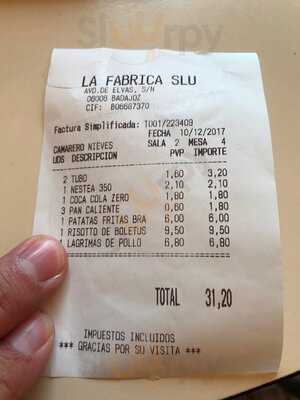 LA FABRICA SLU
AVD.DE ELVAS, S/N
06006 BADAJOZ
CIF: B06687370
Factura Simplificada: T001/223409
FECHA 10/12/2017
CAMARERO NIEVES SALA 2 MESA 4
UDS DESCRIPCION PVP IMPORTE
2 TUBO 1,60 3,20
1 NESTEA 350 2,10 2,10
1 COCA COLA ZERO 1,80 1,80
3 PAN CALIENTE 0,60 1,80
1 PATATAS FRITAS BRA 6,00 6,00
1 RISOTTO DE BOLETUS 9,50 9,50
1 LAGRIMAS DE POLLO 6,80 6,80
TOTAL 31,20
IMPUESTOS INCLUIDOS
*** GRACIAS POR SU VISITA ***